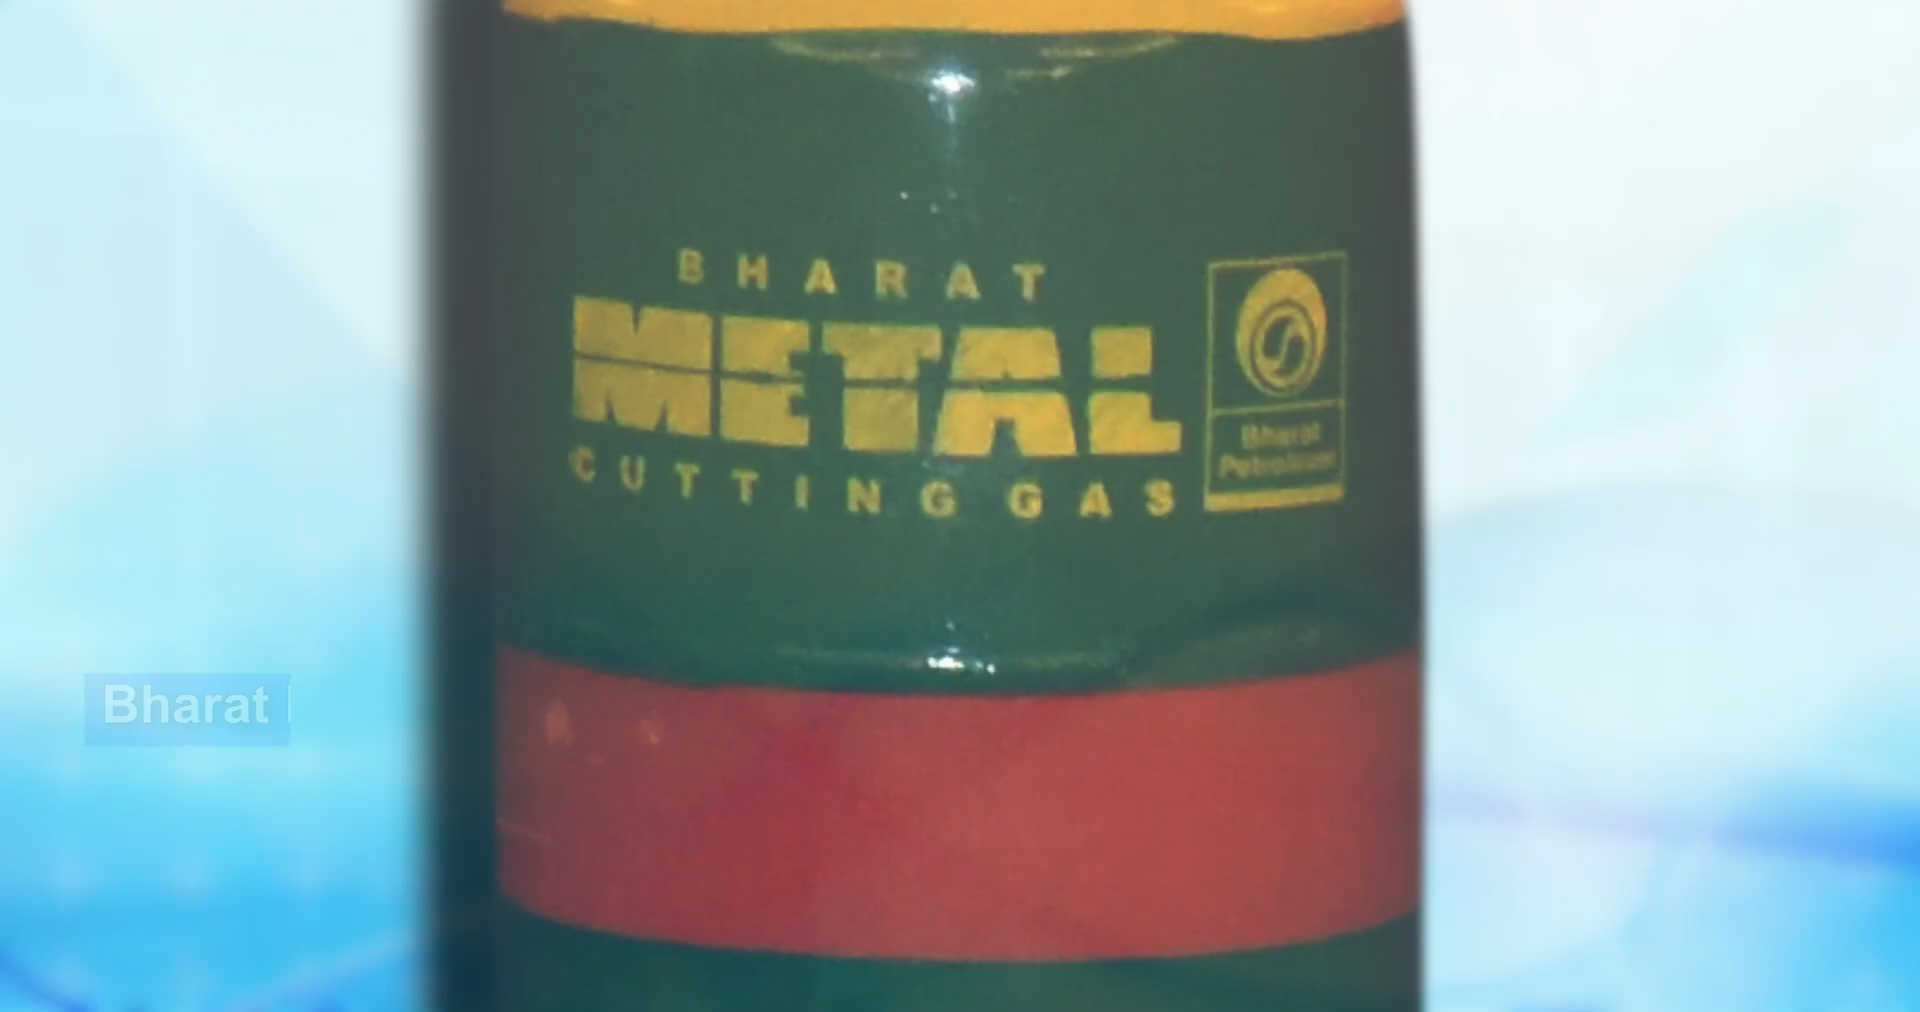 BHARAT
METAL
CUTTING GAS
Bharat
Petroleum
Bharat